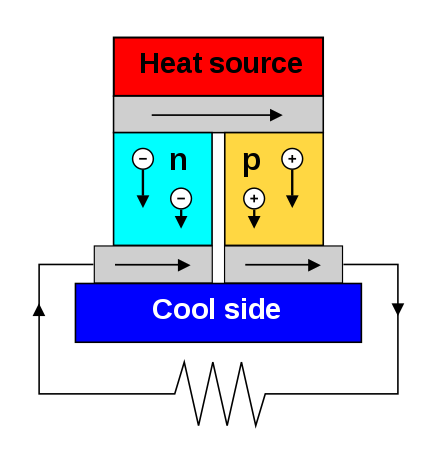 Heat source
n p
− +
− +
Cool side